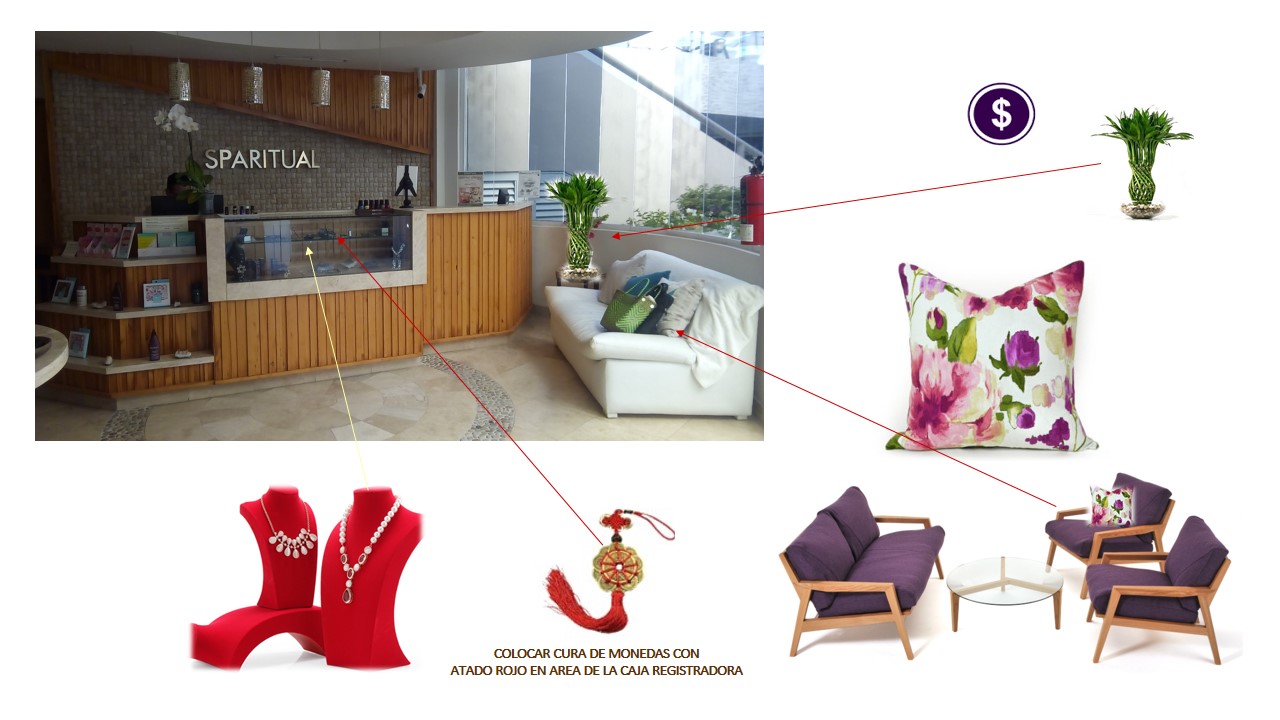 SPARITUAL
$
COLOCAR CURA DE MONEDAS CON
ATADO ROJO EN AREA DE LA CAJA REGISTRADORA